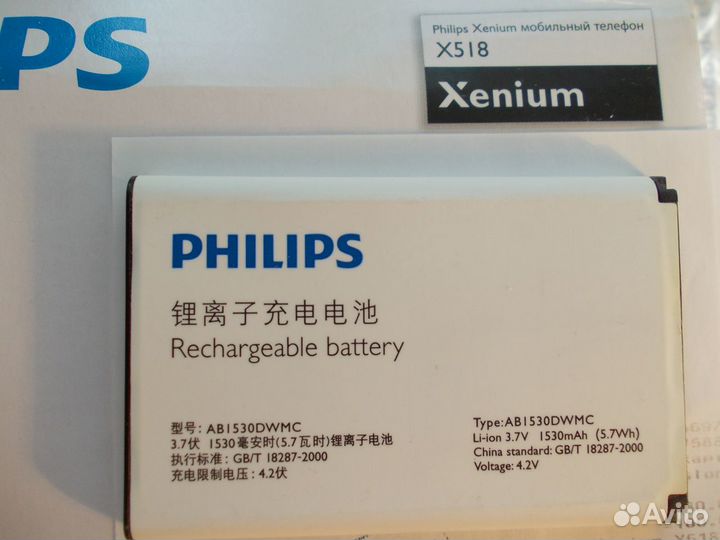 PS
Philips Xenium мобильный телефон
X518
Xenium
PHILIPS
锂离子充电电池
Rechargeable battery
型号: AB1530DWMC
3.7伏 1530毫安时(5.7瓦时)锂离子电池
执行标准: GB/T 18287-2000
充电限制电压: 4.2伏
Type: AB1530DWMC
Li-ion 3.7V 1530mAh (5.7Wh)
China standard: GB/T 18287-2000
Voltage: 4.2V
Avito